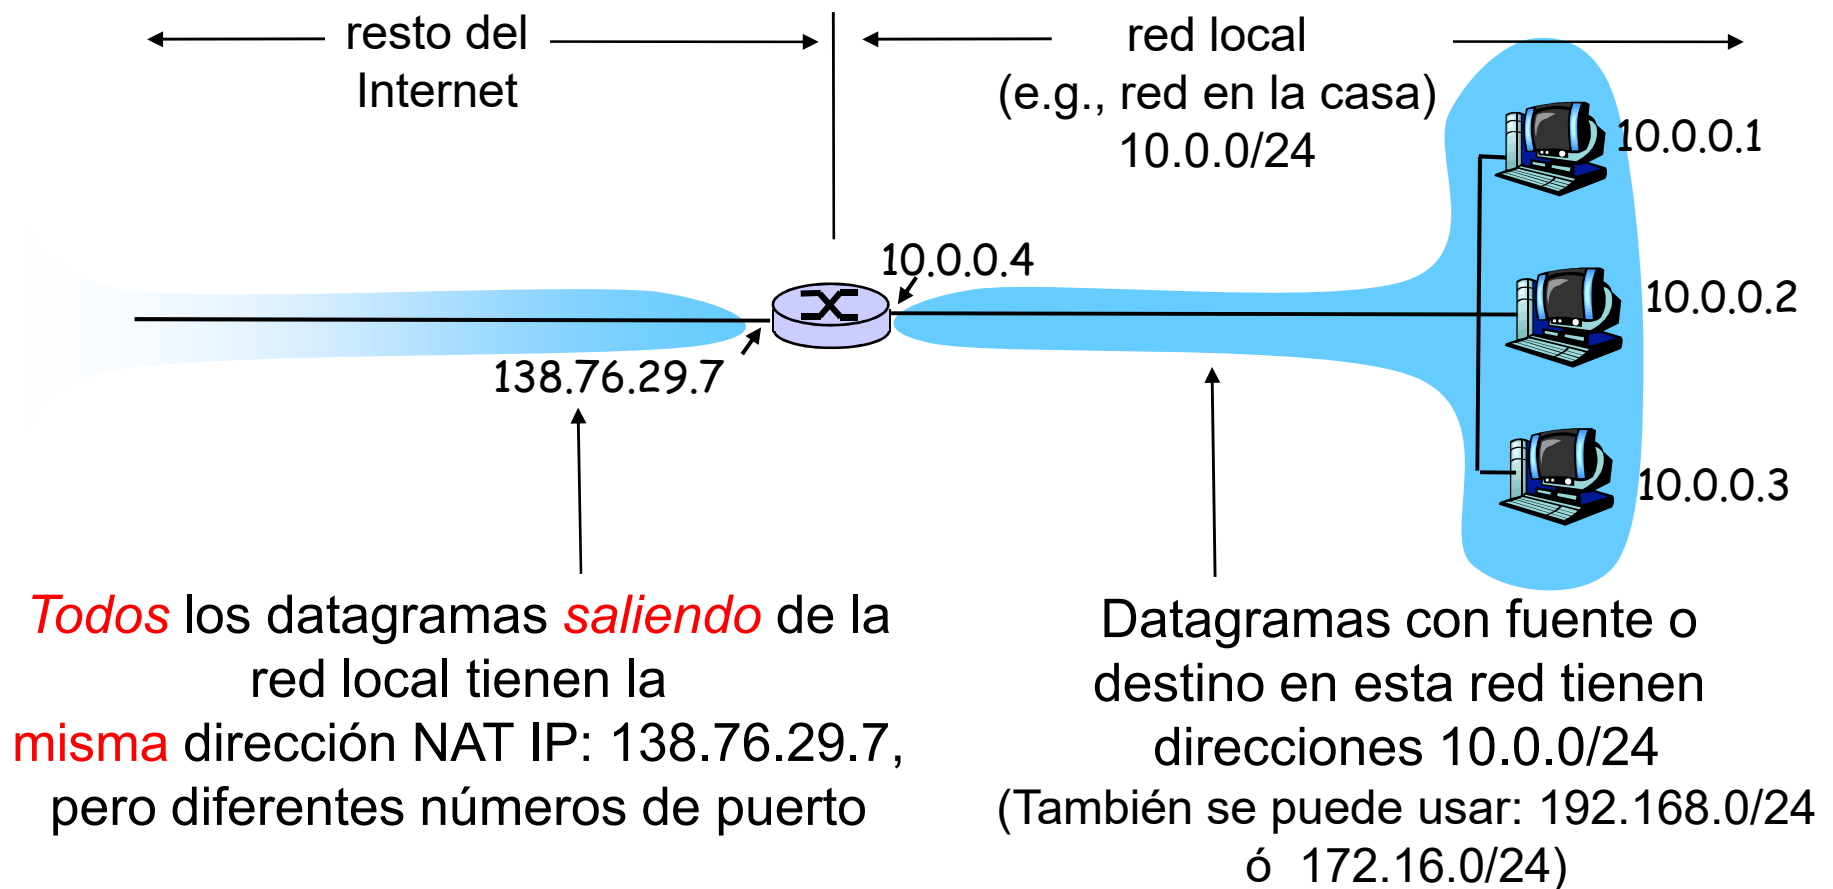 resto del
Internet
red local
(e.g., red en la casa)
10.0.0/24
10.0.0.1
10.0.0.4
10.0.0.2
138.76.29.7
10.0.0.3
Todos los datagramas saliendo de la
red local tienen la
misma dirección NAT IP: 138.76.29.7,
pero diferentes números de puerto
Datagramas con fuente o
destino en esta red tienen
direcciones 10.0.0/24
(También se puede usar: 192.168.0/24
ó 172.16.0/24)